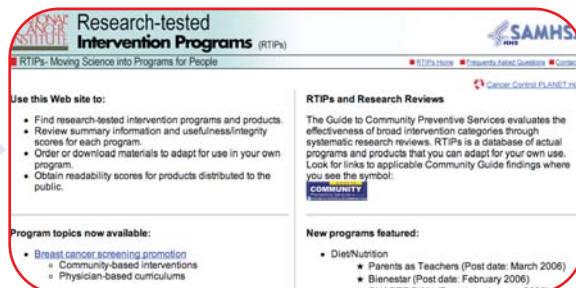 Research-tested
Intervention Programs (RTIPs)
SAMHS
HHS
RTIPs- Moving Science into Programs for People
RTIPs Home Frequently Asked Questions Contac
Cancer Control PLANET H
Use this Web site to:
• Find research-tested intervention programs and products.
• Review summary information and usefulness/integrity
scores for each program.
• Order or download materials to adapt for use in your own
program.
• Obtain readability scores for products distributed to the
public.
RTIPs and Research Reviews
The Guide to Community Preventive Services evaluates the
effectiveness of broad intervention categories through
systematic research reviews. RTIPs is a database of actual
programs and products that you can adapt for your own use.
Look for links to applicable Community Guide findings where
you see the symbol:
COMMUNITY
Program topics now available:
• Breast cancer screening promotion
Community-based interventions
Physician-based curriculums
New programs featured:
• Diet/Nutrition
★ Parents as Teachers (Post date: March 2006)
★ Bienestar (Post date: February 2006)